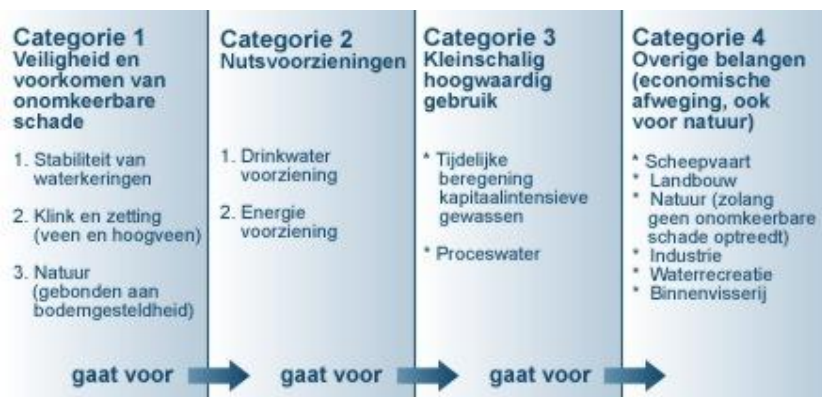 Categorie 1
Veiligheid en
voorkomen van
onomkeerbare
schade
1. Stabiliteit van
waterkeringen
2. Klink en zetting
(veen en hoogveen)
3. Natuur
(gebonden aan
bodemgesteldheid)
gaat voor
Categorie 2
Nutsvoorzieningen
1. Drinkwater
voorziening
2. Energie
voorziening
gaat voor
Categorie 3
Kleinschalig
hoogwaardig
gebruik
* Tijdelijke
beregening
kapitaalintensieve
gewassen
* Proceswater
gaat voor
Categorie 4
Overige belangen
(economische
afweging, ook
voor natuur)
* Scheepvaart
* Landbouw
* Natuur (zolang
geen onomkeerbare
schade optreedt)
* Industrie
* Waterrecreatie
* Binnenvisserij